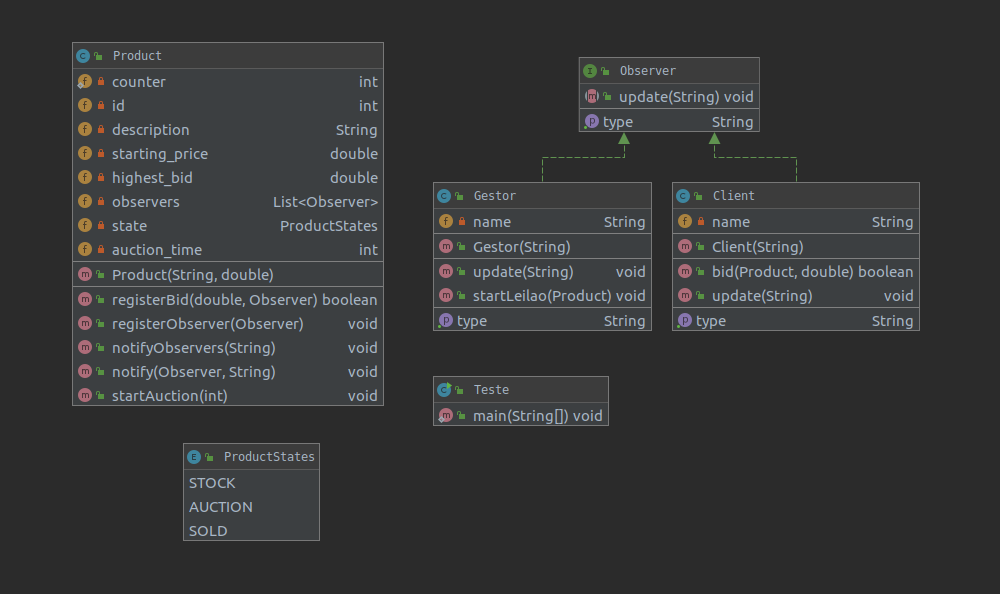 Product
counter int
id int
description String
starting_price double
highest_bid double
observers List<Observer>
state ProductStates
auction_time int
Product(String, double)
registerBid(double, Observer) boolean
registerObserver(Observer) void
notifyObservers(String) void
notify(Observer, String) void
startAuction(int) void
Observer
update(String) void
type String
Gestor
name String
Gestor(String)
update(String) void
startLeilao(Product) void
type String
Client
name String
Client(String)
bid(Product, double) boolean
update(String) void
type String
Teste
main(String[]) void
ProductStates
STOCK
AUCTION
SOLD